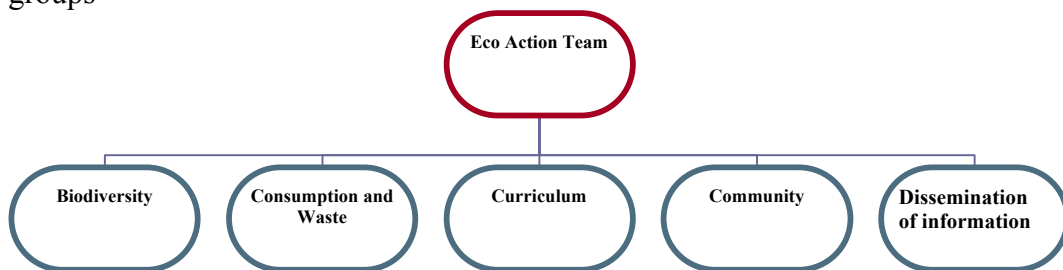 groups
Eco Action Team
Biodiversity
Consumption and
Waste
Curriculum
Community
Dissemination
of information